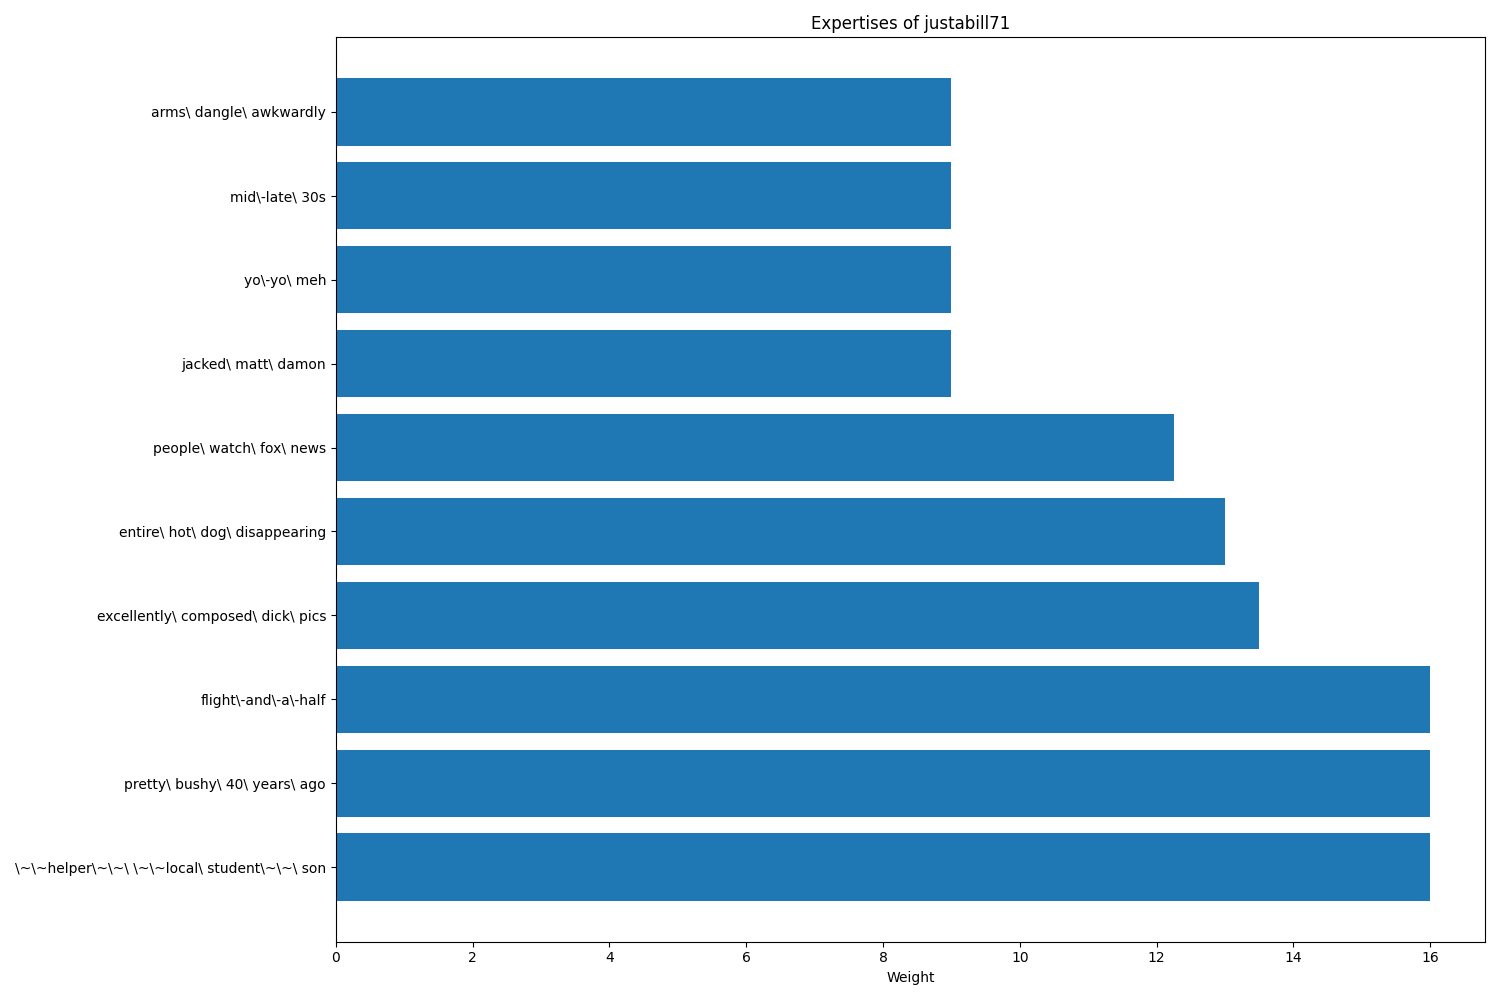 Expertises of justabill71
arms\ dangle\ awkwardly
mid\-late\ 30s
yo\-yo\ meh
jacked\ matt\ damon
people\ watch\ fox\ news
entire\ hot\ dog\ disappearing
excellently\ composed\ dick\ pics
flight\-and\-a\-half
pretty\ bushy\ 40\ years\ ago
\~\~helper\~\~\ \~\~local\ student\~\~\ son
0 2 4 6 8 10 12 14 16
Weight